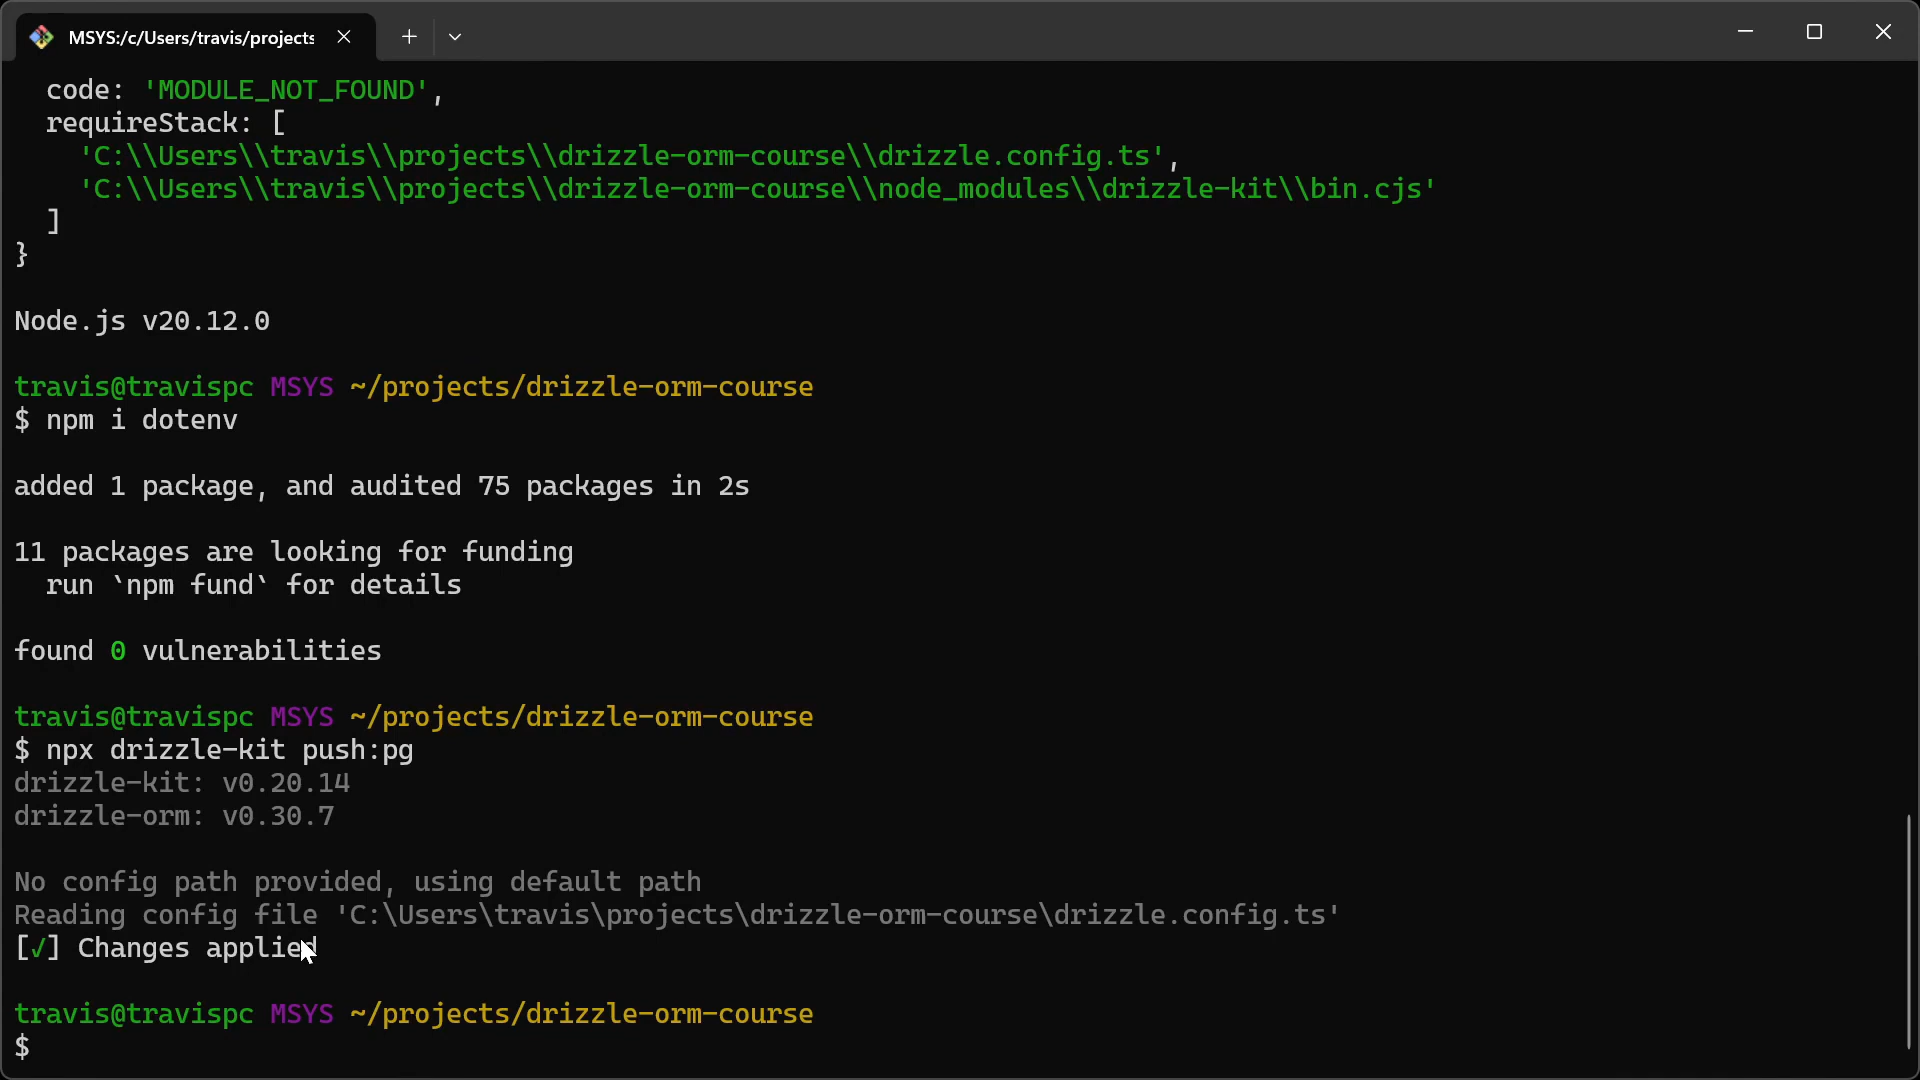 MSYS:/c/Users/travis/projects
code: 'MODULE_NOT_FOUND',
requireStack: [
'C:\\Users\\travis\\projects\\drizzle-orm-course\\drizzle.config.ts',
'C:\\Users\\travis\\projects\\drizzle-orm-course\\node_modules\\drizzle-kit\\bin.cjs'
]
}
Node.js v20.12.0
travis@travispc MSYS ~/projects/drizzle-orm-course
$ npm i dotenv
added 1 package, and audited 75 packages in 2s
11 packages are looking for funding
run `npm fund` for details
found 0 vulnerabilities
travis@travispc MSYS ~/projects/drizzle-orm-course
$ npx drizzle-kit push:pg
drizzle-kit: v0.20.14
drizzle-orm: v0.30.7
No config path provided, using default path
Reading config file 'C:\Users\travis\projects\drizzle-orm-course\drizzle.config.ts'
[√] Changes applied
travis@travispc MSYS ~/projects/drizzle-orm-course
$